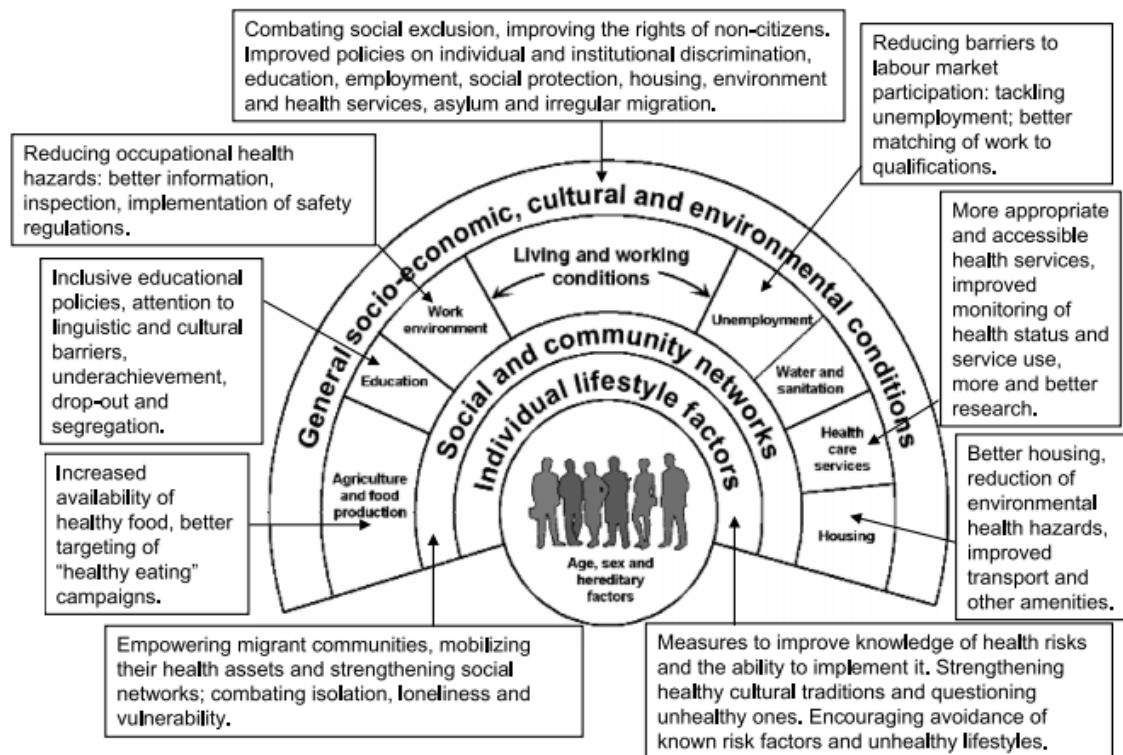 Combating social exclusion, improving the rights of non-citizens.
Improved policies on individual and institutional discrimination,
education, employment, social protection, housing, environment
and health services, asylum and irregular migration.
Reducing barriers to
labour market
participation: tackling
unemployment; better
matching of work to
qualifications.
Reducing occupational health
hazards: better information,
inspection, implementation of safety
regulations.
More appropriate
and accessible
health services,
improved
monitoring of
health status and
service use,
more and better
research.
Inclusive educational
policies, attention to
linguistic and cultural
barriers,
underachievement,
drop-out and
segregation.
Increased
availability of
healthy food, better
targeting of
“healthy eating”
campaigns.
Better housing,
reduction of
environmental
health hazards,
improved
transport and
other amenities.
General socio-economic, cultural and environmental conditions
Living and working
conditions
Work
environment
Unemployment
Education
Water and
sanitation
Agriculture
and food
production
Health
care
services
Housing
Social and community networks
Individual lifestyle factors
Age, sex and
hereditary
factors
Empowering migrant communities, mobilizing
their health assets and strengthening social
networks; combating isolation, loneliness and
vulnerability.
Measures to improve knowledge of health risks
and the ability to implement it. Strengthening
healthy cultural traditions and questioning
unhealthy ones. Encouraging avoidance of
known risk factors and unhealthy lifestyles.